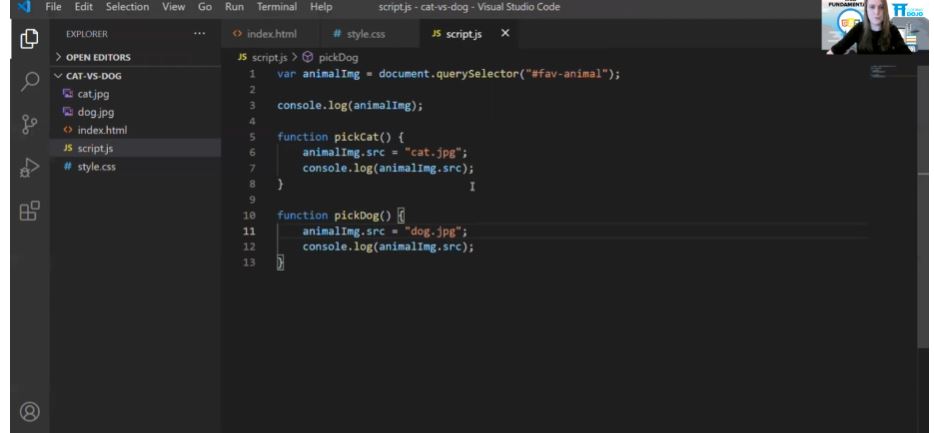 File Edit Selection View Go Run Terminal Help script.js - cat-vs-dog - Visual Studio Code
EXPLORER ...
OPEN EDITORS
CAT-VS-DOG
cat.jpg
dog.jpg
index.html
JS script.js
# style.css
index.html # style.css JS script.js
JS script.js > pickDog
1 var animalImg = document.querySelector("#fav-animal");
2
3 console.log(animalImg);
4
5 function pickCat() {
6 animalImg.src = "cat.jpg";
7 console.log(animalImg.src);
8 }
9
10 function pickDog() {
11 animalImg.src = "dog.jpg";
12 console.log(animalImg.src);
13 }
DOJO